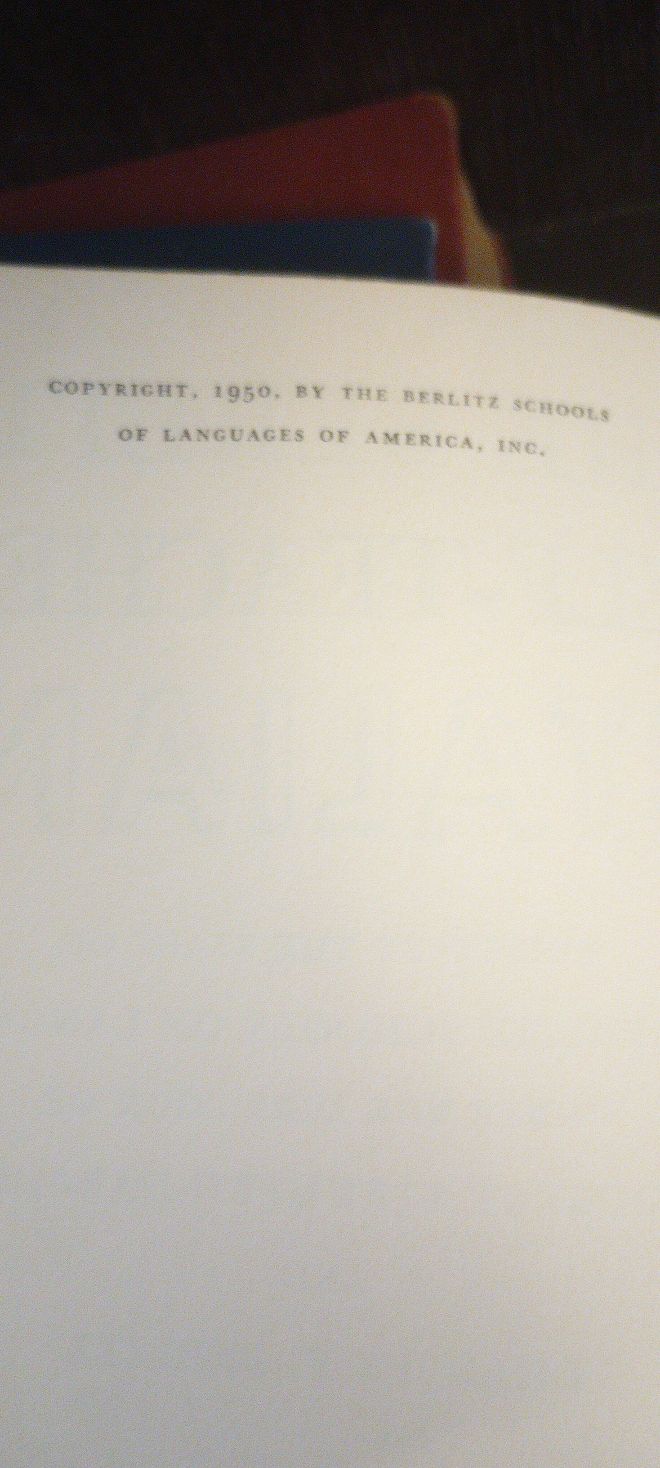 COPYRIGHT, 1950, BY THE BERLITZ SCHOOLS
OF LANGUAGES OF AMERICA, INC.